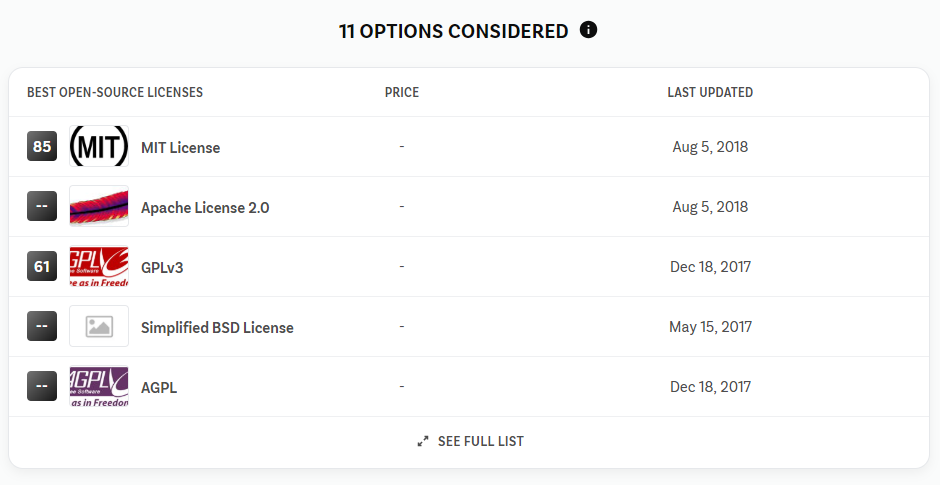 11 OPTIONS CONSIDERED
BEST OPEN-SOURCE LICENSES PRICE LAST UPDATED
85 (MIT) MIT License - Aug 5, 2018
-- Apache License 2.0 - Aug 5, 2018
61 GPLv3 - Dec 18, 2017
GPL
ee Software
ee as in Freedo
-- Simplified BSD License - May 15, 2017
-- AGPL - Dec 18, 2017
AGPL
ee Software
as in Freedon
SEE FULL LIST